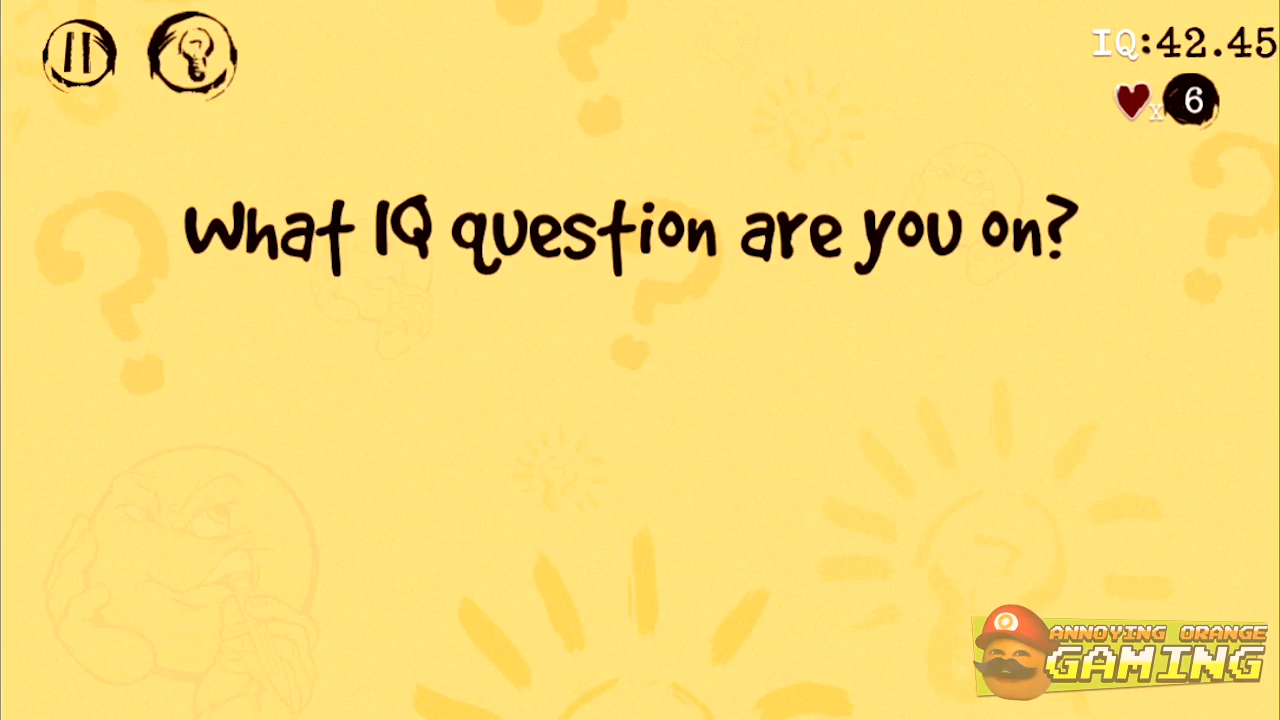 IQ:42.45
x 6
What IQ question are you on?
ANNOYING ORANGE
GAMING